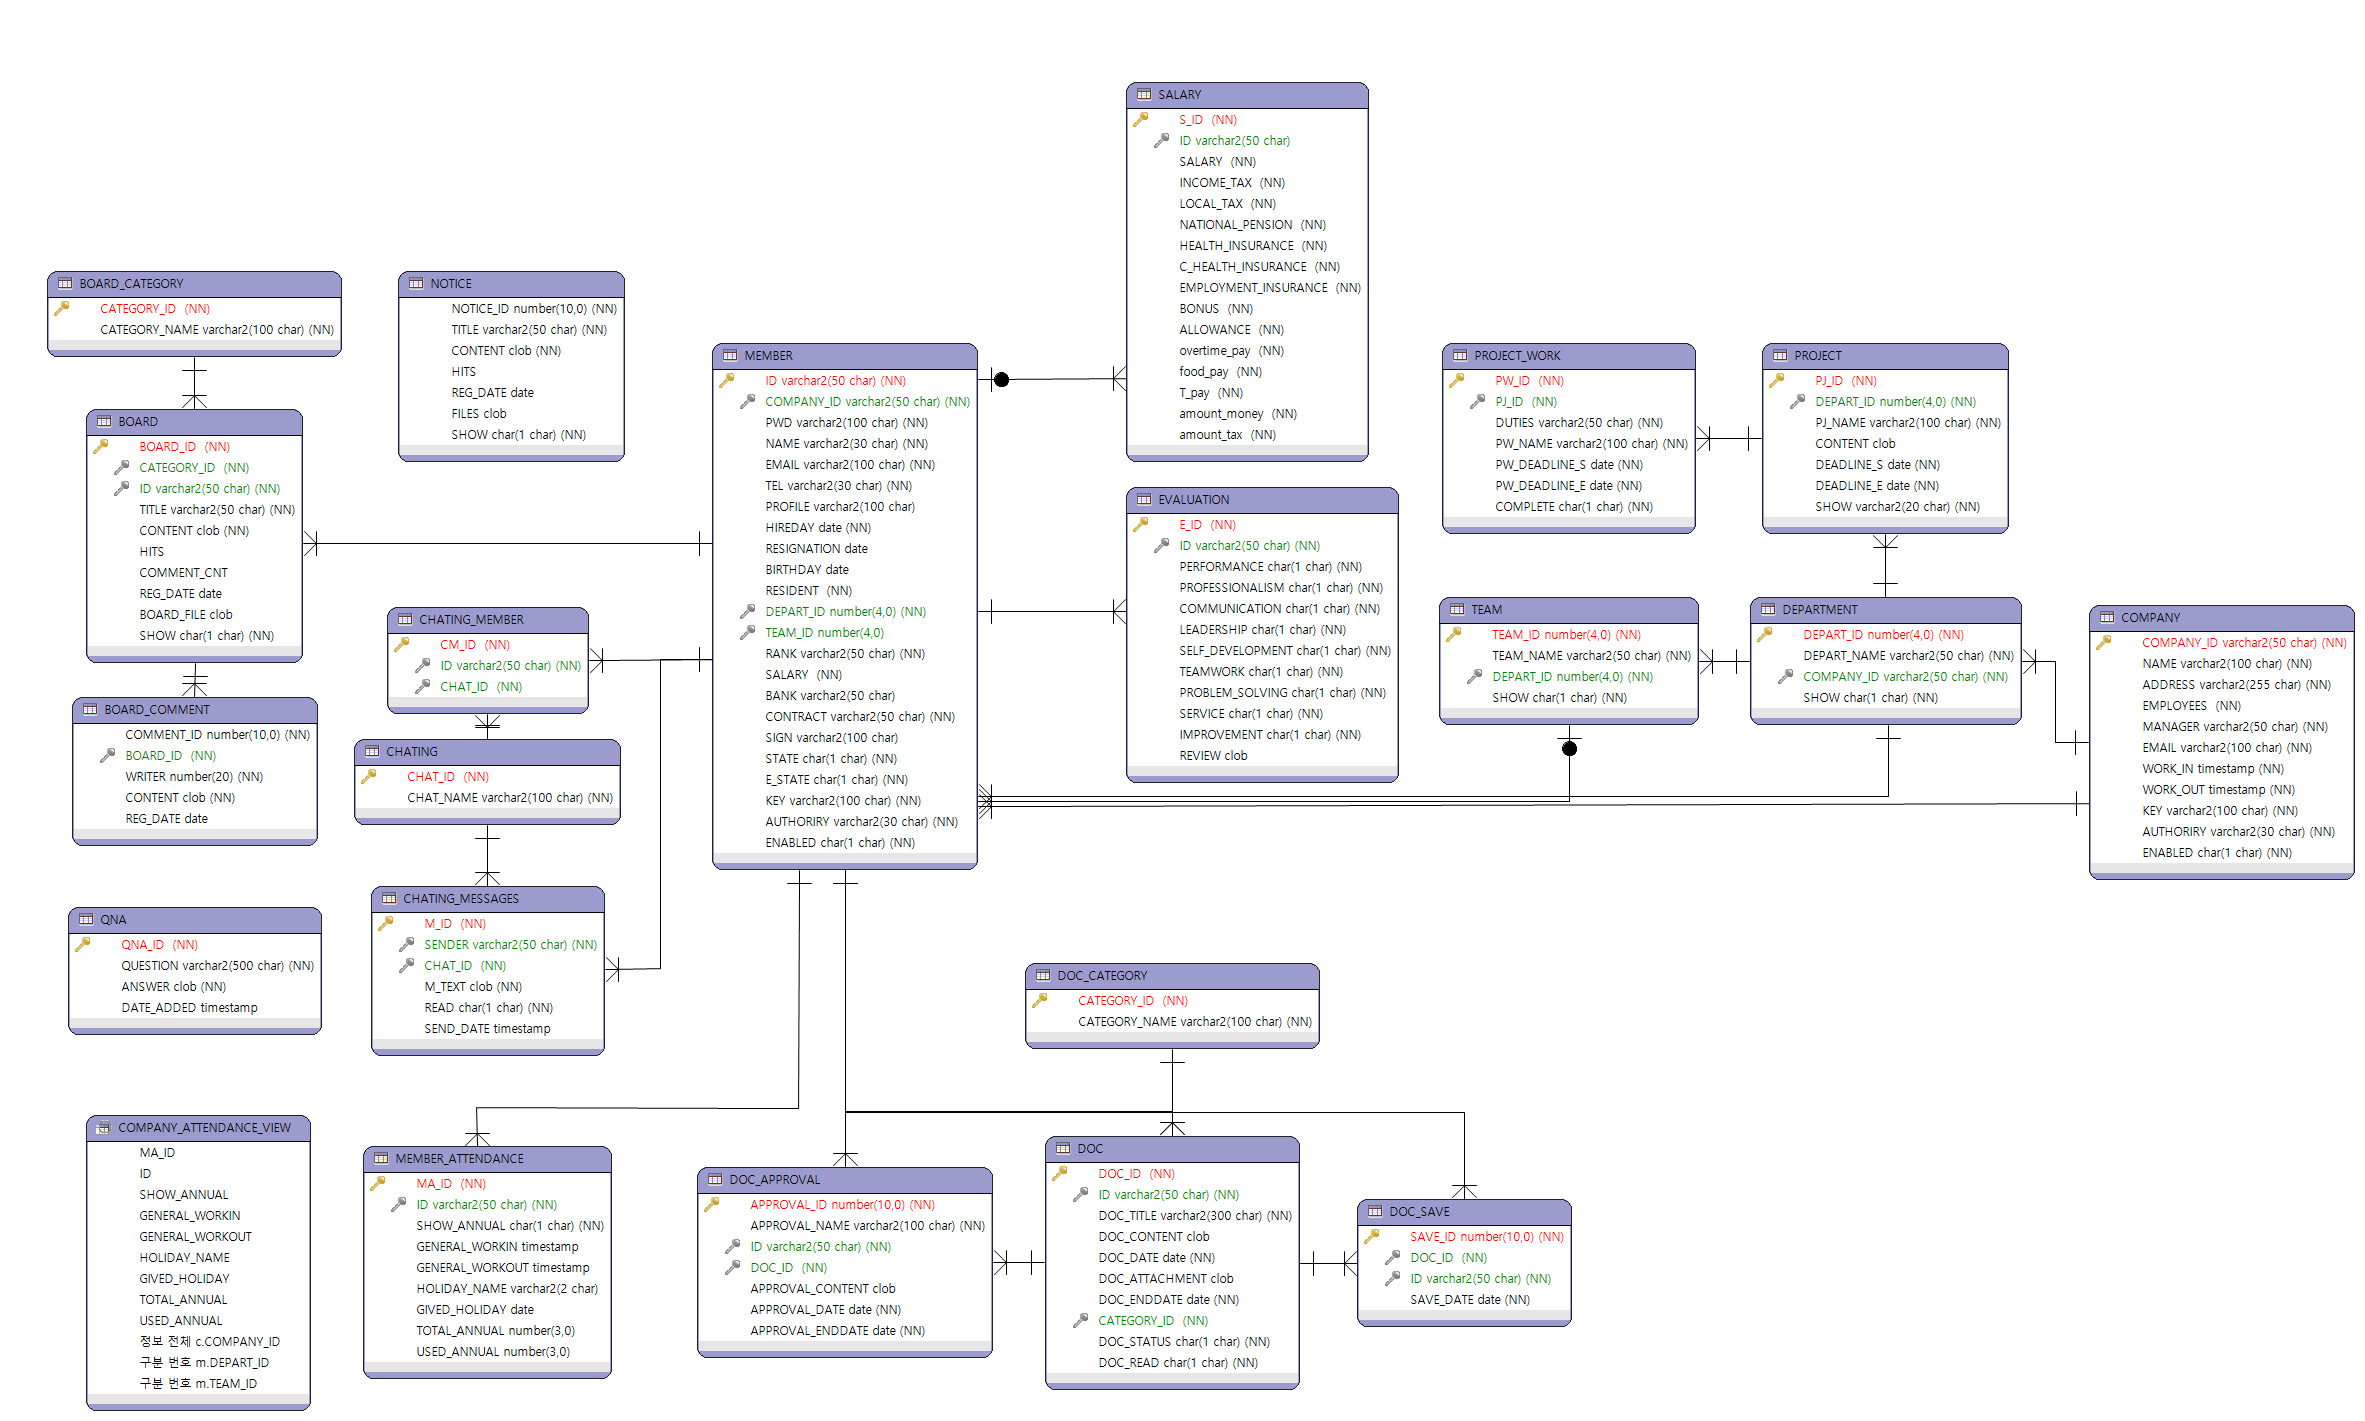 SALARY
S_ID (NN)
ID varchar2(50 char)
SALARY (NN)
INCOME_TAX (NN)
LOCAL_TAX (NN)
NATIONAL_PENSION (NN)
HEALTH_INSURANCE (NN)
C_HEALTH_INSURANCE (NN)
EMPLOYMENT_INSURANCE (NN)
BONUS (NN)
ALLOWANCE (NN)
overtime_pay (NN)
food_pay (NN)
T_pay (NN)
amount_money (NN)
amount_tax (NN)
BOARD_CATEGORY
CATEGORY_ID (NN)
CATEGORY_NAME varchar2(100 char) (NN)
NOTICE
NOTICE_ID number(10,0) (NN)
TITLE varchar2(50 char) (NN)
CONTENT clob (NN)
HITS
REG_DATE date
FILES clob
SHOW char(1 char) (NN)
MEMBER
ID varchar2(50 char) (NN)
COMPANY_ID varchar2(50 char) (NN)
PWD varchar2(100 char) (NN)
NAME varchar2(30 char) (NN)
EMAIL varchar2(100 char) (NN)
TEL varchar2(30 char) (NN)
PROFILE varchar2(100 char)
HIREDAY date (NN)
RESIGNATION date
BIRTHDAY date
RESIDENT (NN)
DEPART_ID number(4,0) (NN)
TEAM_ID number(4,0)
RANK varchar2(50 char) (NN)
SALARY (NN)
BANK varchar2(50 char)
CONTRACT varchar2(50 char) (NN)
SIGN varchar2(100 char)
STATE char(1 char) (NN)
E_STATE char(1 char) (NN)
KEY varchar2(100 char) (NN)
AUTHORIRY varchar2(30 char) (NN)
ENABLED char(1 char) (NN)
PROJECT_WORK
PW_ID (NN)
PJ_ID (NN)
DUTIES varchar2(50 char) (NN)
PW_NAME varchar2(100 char) (NN)
PW_DEADLINE_S date (NN)
PW_DEADLINE_E date (NN)
COMPLETE char(1 char) (NN)
PROJECT
PJ_ID (NN)
DEPART_ID number(4,0) (NN)
PJ_NAME varchar2(100 char) (NN)
CONTENT clob
DEADLINE_S date (NN)
DEADLINE_E date (NN)
SHOW varchar2(20 char) (NN)
BOARD
BOARD_ID (NN)
CATEGORY_ID (NN)
ID varchar2(50 char) (NN)
TITLE varchar2(50 char) (NN)
CONTENT clob (NN)
HITS
COMMENT_CNT
REG_DATE date
BOARD_FILE clob
SHOW char(1 char) (NN)
EVALUATION
E_ID (NN)
ID varchar2(50 char) (NN)
PERFORMANCE char(1 char) (NN)
PROFESSIONALISM char(1 char) (NN)
COMMUNICATION char(1 char) (NN)
LEADERSHIP char(1 char) (NN)
SELF_DEVELOPMENT char(1 char) (NN)
TEAMWORK char(1 char) (NN)
PROBLEM_SOLVING char(1 char) (NN)
SERVICE char(1 char) (NN)
IMPROVEMENT char(1 char) (NN)
REVIEW clob
CHATING_MEMBER
CM_ID (NN)
ID varchar2(50 char) (NN)
CHAT_ID (NN)
TEAM
TEAM_ID number(4,0) (NN)
TEAM_NAME varchar2(50 char) (NN)
DEPART_ID number(4,0) (NN)
SHOW char(1 char) (NN)
DEPARTMENT
DEPART_ID number(4,0) (NN)
DEPART_NAME varchar2(50 char) (NN)
COMPANY_ID varchar2(50 char) (NN)
SHOW char(1 char) (NN)
COMPANY
COMPANY_ID varchar2(50 char) (NN)
NAME varchar2(100 char) (NN)
ADDRESS varchar2(255 char) (NN)
EMPLOYEES (NN)
MANAGER varchar2(50 char) (NN)
EMAIL varchar2(100 char) (NN)
WORK_IN timestamp (NN)
WORK_OUT timestamp (NN)
KEY varchar2(100 char) (NN)
AUTHORIRY varchar2(30 char) (NN)
ENABLED char(1 char) (NN)
BOARD_COMMENT
COMMENT_ID number(10,0) (NN)
BOARD_ID (NN)
WRITER number(20) (NN)
CONTENT clob (NN)
REG_DATE date
CHATING
CHAT_ID (NN)
CHAT_NAME varchar2(100 char) (NN)
CHATING_MESSAGES
M_ID (NN)
SENDER varchar2(50 char) (NN)
CHAT_ID (NN)
M_TEXT clob (NN)
READ char(1 char) (NN)
SEND_DATE timestamp
QNA
QNA_ID (NN)
QUESTION varchar2(500 char) (NN)
ANSWER clob (NN)
DATE_ADDED timestamp
DOC_CATEGORY
CATEGORY_ID (NN)
CATEGORY_NAME varchar2(100 char) (NN)
COMPANY_ATTENDANCE_VIEW
MA_ID
ID
SHOW_ANNUAL
GENERAL_WORKIN
GENERAL_WORKOUT
HOLIDAY_NAME
GIVED_HOLIDAY
TOTAL_ANNUAL
USED_ANNUAL
정보 전체 c.COMPANY_ID
구분 번호 m.DEPART_ID
구분 번호 m.TEAM_ID
MEMBER_ATTENDANCE
MA_ID (NN)
ID varchar2(50 char) (NN)
SHOW_ANNUAL char(1 char) (NN)
GENERAL_WORKIN timestamp
GENERAL_WORKOUT timestamp
HOLIDAY_NAME varchar2(2 char)
GIVED_HOLIDAY date
TOTAL_ANNUAL number(3,0)
USED_ANNUAL number(3,0)
DOC_APPROVAL
APPROVAL_ID number(10,0) (NN)
APPROVAL_NAME varchar2(100 char) (NN)
ID varchar2(50 char) (NN)
DOC_ID (NN)
APPROVAL_CONTENT clob
APPROVAL_DATE date (NN)
APPROVAL_ENDDATE date (NN)
DOC
DOC_ID (NN)
ID varchar2(50 char) (NN)
DOC_TITLE varchar2(300 char) (NN)
DOC_CONTENT clob
DOC_DATE date (NN)
DOC_ATTACHMENT clob
DOC_ENDDATE date (NN)
CATEGORY_ID (NN)
DOC_STATUS char(1 char) (NN)
DOC_READ char(1 char) (NN)
DOC_SAVE
SAVE_ID number(10,0) (NN)
DOC_ID (NN)
ID varchar2(50 char) (NN)
SAVE_DATE date (NN)